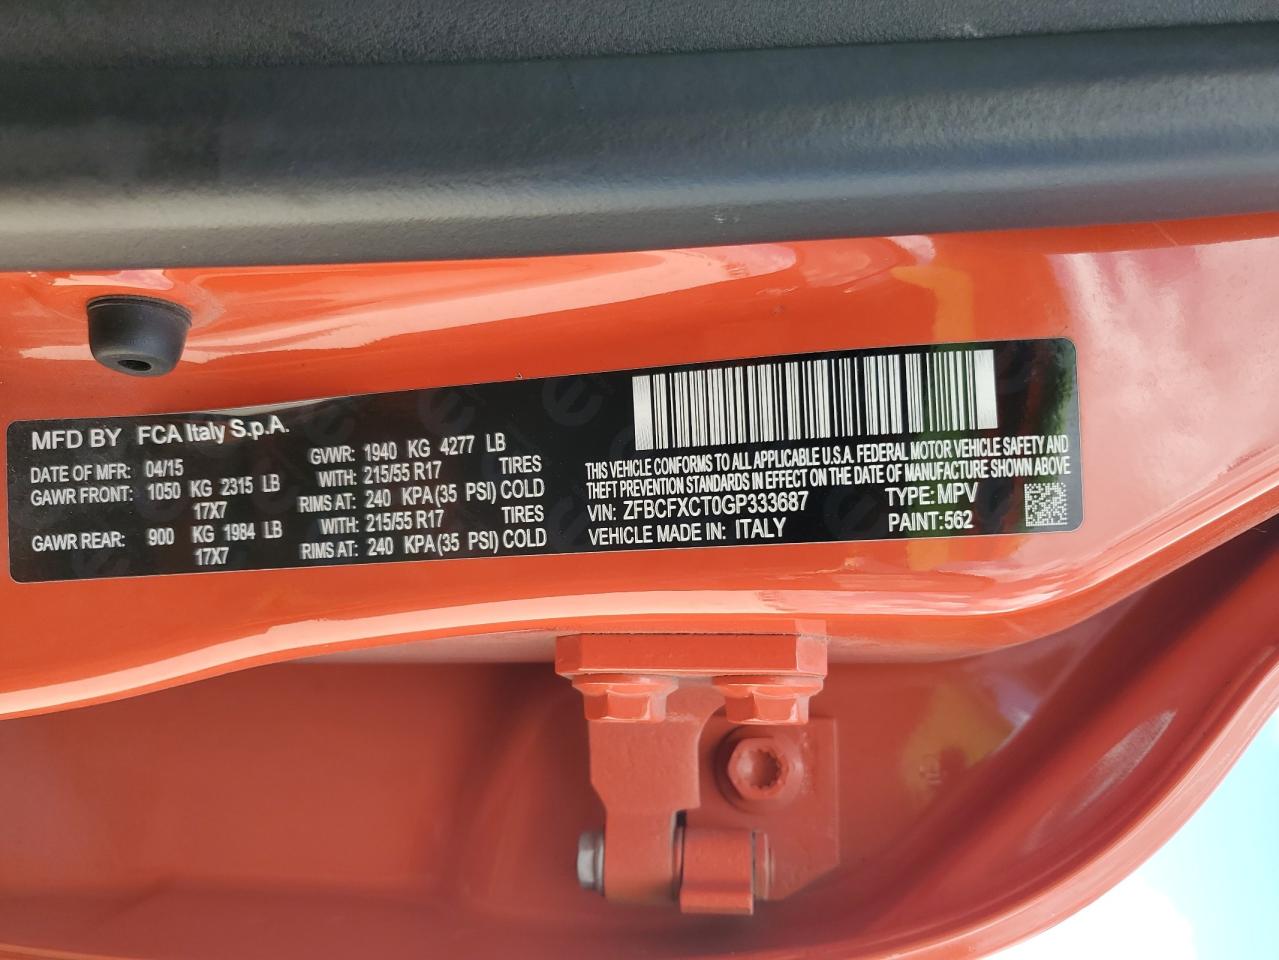 MFD BY FCA Italy S.p.A.
DATE OF MFR: 04/15 GVWR: 1940 KG 4277 LB
GAWR FRONT: 1050 KG 2315 LB WITH: 215/55 R17 TIRES
17X7 RIMS AT: 240 KPA(35 PSI) COLD
GAWR REAR: 900 KG 1984 LB WITH: 215/55 R17 TIRES
17X7 RIMS AT: 240 KPA(35 PSI) COLD
THIS VEHICLE CONFORMS TO ALL APPLICABLE U.S.A. FEDERAL MOTOR VEHICLE SAFETY AND
THEFT PREVENTION STANDARDS IN EFFECT ON THE DATE OF MANUFACTURE SHOWN ABOVE
VIN: ZFBCFXCT0GP333687 TYPE: MPV
VEHICLE MADE IN: ITALY PAINT:562